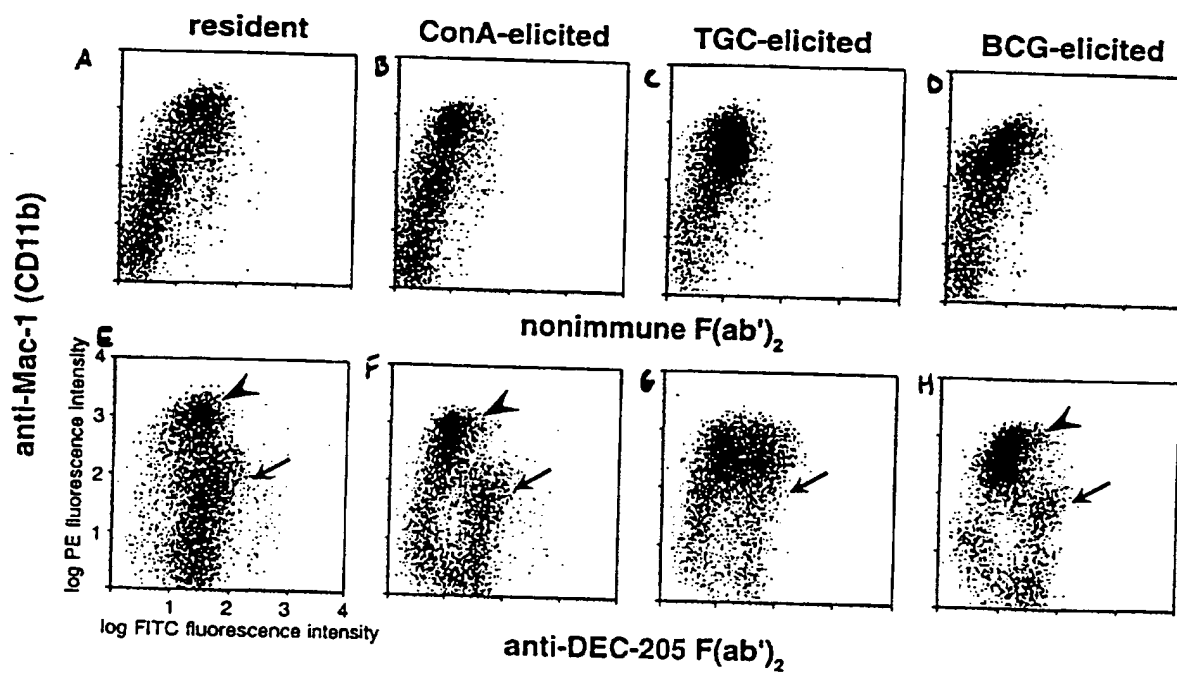 resident ConA-elicited TGC-elicited BCG-elicited
A B C D
anti-Mac-1 (CD11b)
nonimmune F(ab')2
E F G H
log PE fluorescence intensity
4
3
2
1
1 2 3 4
log FITC fluorescence intensity
anti-DEC-205 F(ab')2